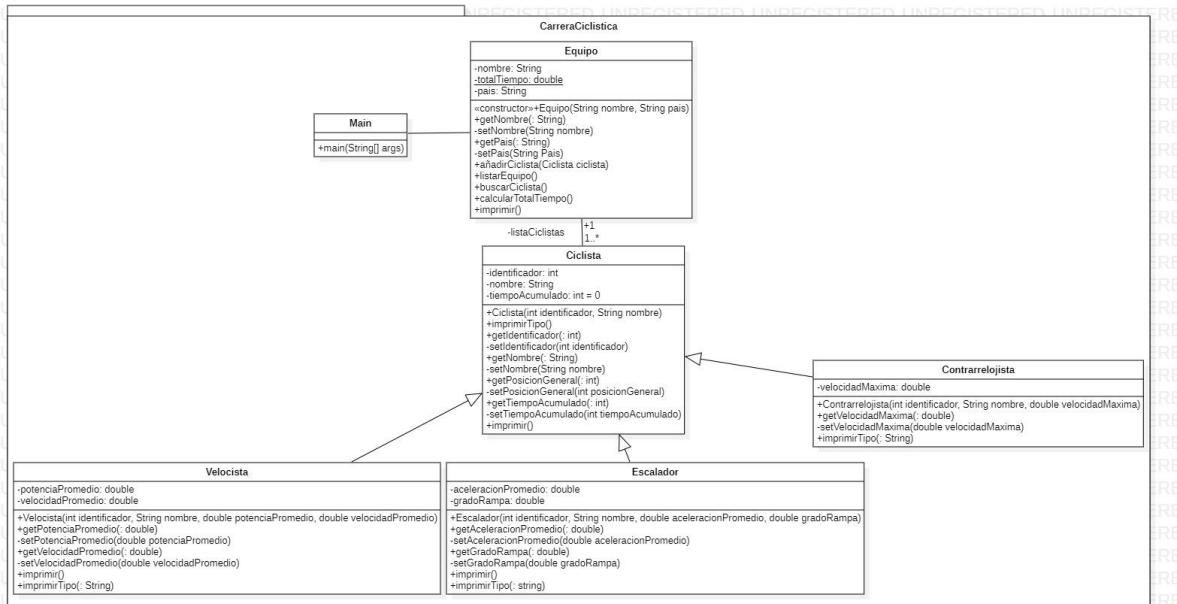 UNREGISTERED UNREGISTERED UNREGISTERED UNREGISTERED
CarreraCiclistica
Equipo
-nombre: String
-totalTiempo: double
-pais: String
«constructor»+Equipo(String nombre, String pais)
+getNombre(: String)
-setNombre(String nombre)
+getPais(: String)
-setPais(String Pais)
+añadirCiclista(Ciclista ciclista)
+listarEquipo()
+buscarCiclista()
+calcularTotalTiempo()
+imprimir()
Main
+main(String[] args)
-listaCiclistas
+1
1..*
Ciclista
-identificador: int
-nombre: String
-tiempoAcumulado: int = 0
+Ciclista(int identificador, String nombre)
+imprimirTipo()
+getIdentificador(: int)
-setIdentificador(int identificador)
+getNombre(: String)
-setNombre(String nombre)
+getPosicionGeneral(: int)
-setPosicionGeneral(int posicionGeneral)
+getTiempoAcumulado(: int)
-setTiempoAcumulado(int tiempoAcumulado)
+imprimir()
Contrarrelojista
-velocidadMaxima: double
+Contrarrelojista(int identificador, String nombre, double velocidadMaxima)
+getVelocidadMaxima(: double)
-setVelocidadMaxima(double velocidadMaxima)
+imprimirTipo(: String)
Velocista
-potenciaPromedio: double
-velocidadPromedio: double
+Velocista(int identificador, String nombre, double potenciaPromedio, double velocidadPromedio)
+getPotenciaPromedio(: double)
-setPotenciaPromedio(double potenciaPromedio)
+getVelocidadPromedio(: double)
-setVelocidadPromedio(double velocidadPromedio)
+imprimir()
+imprimirTipo(: String)
Escalador
-aceleracionPromedio: double
-gradoRampa: double
+Escalador(int identificador, String nombre, double aceleracionPromedio, double gradoRampa)
+getAceleracionPromedio(: double)
-setAceleracionPromedio(double aceleracionPromedio)
+getGradoRampa(: double)
-setGradoRampa(double gradoRampa)
+imprimir()
+imprimirTipo(: string)